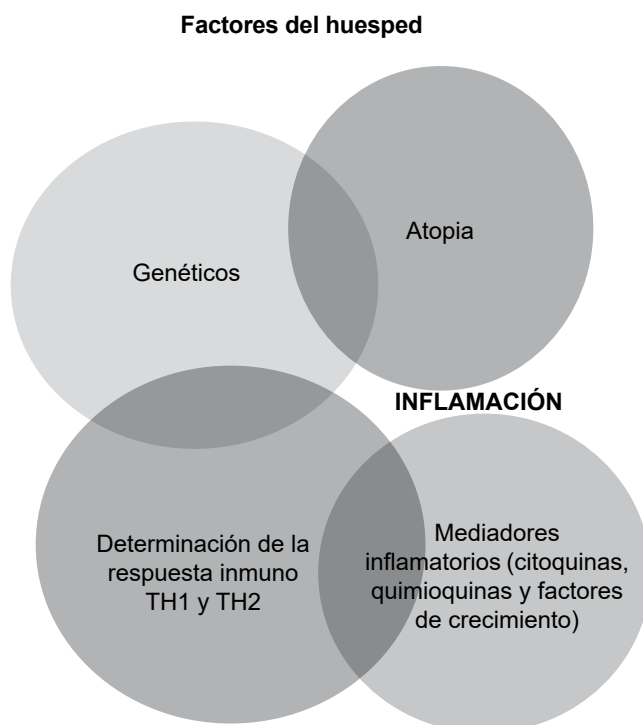 Factores del huesped
Atopia
Genéticos
INFLAMACIÓN
Determinación de la
respuesta inmuno
TH1 y TH2
Mediadores
inflamatorios (citoquinas,
quimioquinas y factores
de crecimiento)